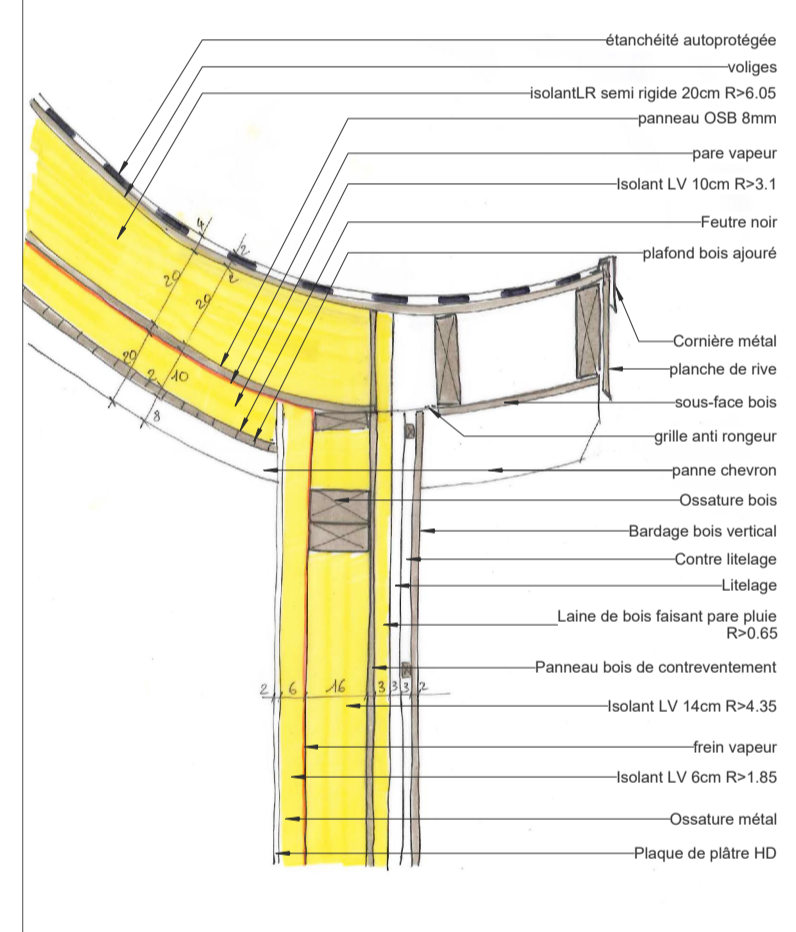 étanchéité autoprotégée
voliges
isolantLR semi rigide 20cm R>6.05
panneau OSB 8mm
pare vapeur
Isolant LV 10cm R>3.1
Feutre noir
plafond bois ajouré
4
2
20
2
20
20
2
10
8
Cornière métal
planche de rive
sous-face bois
grille anti rongeur
panne chevron
Ossature bois
Bardage bois vertical
Contre litelage
Litelage
Laine de bois faisant pare pluie
R>0.65
Panneau bois de contreventement
2 6 16 3 3 3 2
Isolant LV 14cm R>4.35
frein vapeur
Isolant LV 6cm R>1.85
Ossature métal
Plaque de plâtre HD